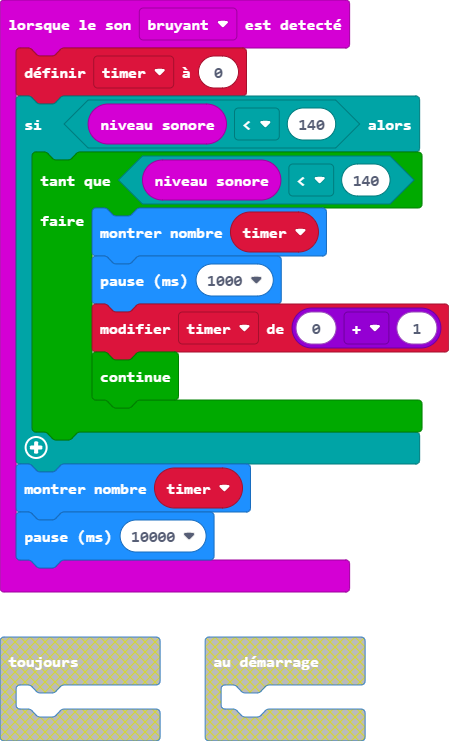 lorsque le son bruyant est detecté
définir timer à 0
si niveau sonore < 140 alors
tant que niveau sonore < 140
faire
montrer nombre timer
pause (ms) 1000
modifier timer de 0 + 1
continue
montrer nombre timer
pause (ms) 10000
toujours
au démarrage